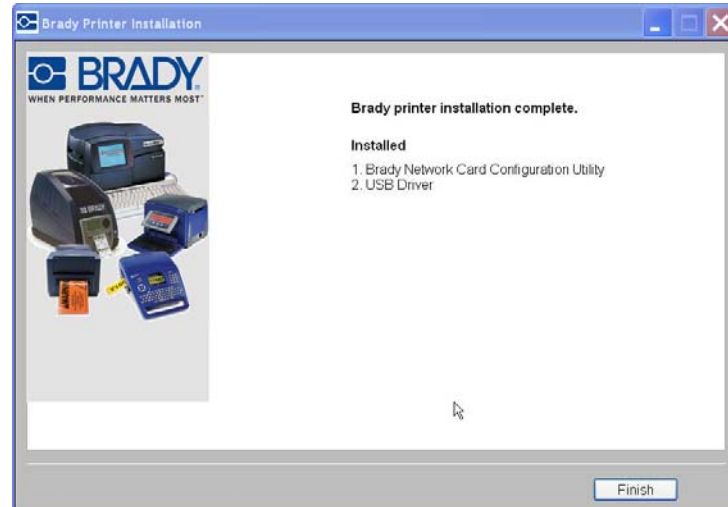 Brady Printer Installation
BRADY
WHEN PERFORMANCE MATTERS MOST™
Brady printer installation complete.
Installed
1. Brady Network Card Configuration Utility
2. USB Driver
Finish